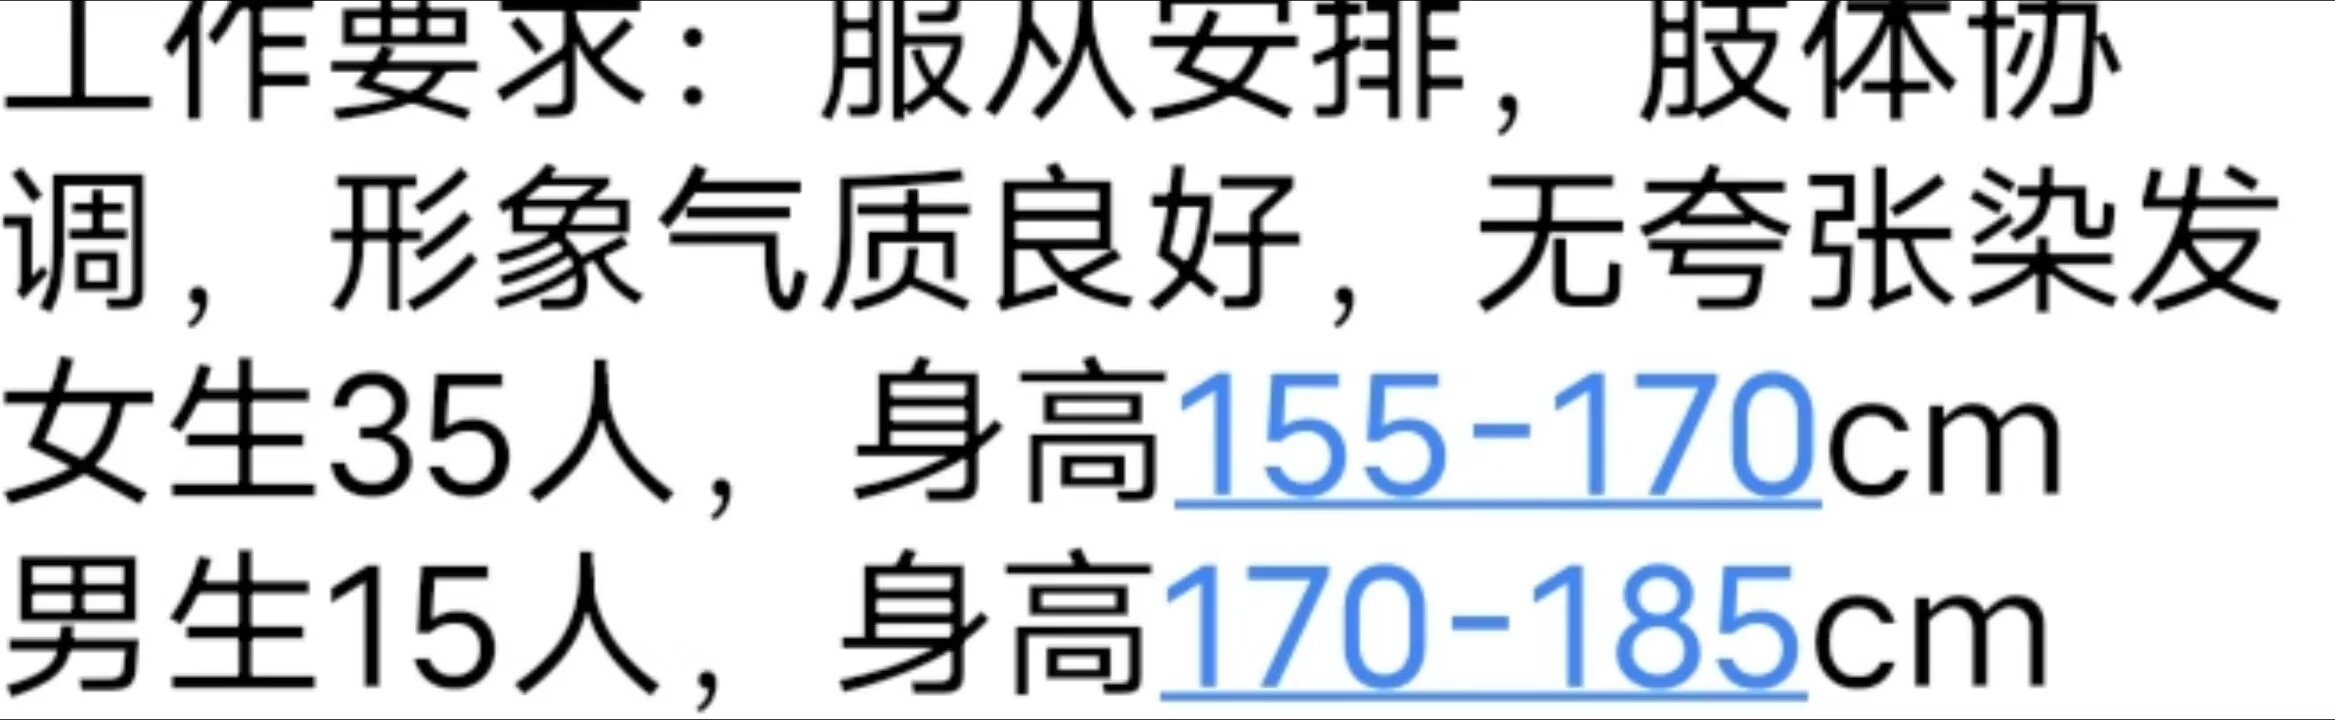 工作要求：服从安排，肢体协
调，形象气质良好，无夸张染发
女生35人，身高155-170cm
男生15人，身高170-185cm